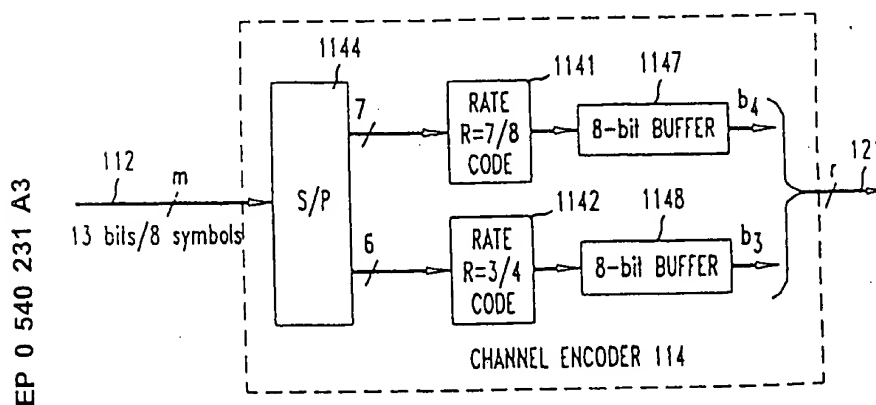 EP 0 540 231 A3
112
m
13 bits/8 symbols
1144
S/P
7
6
1141
RATE
R=7/8
CODE
1142
RATE
R=3/4
CODE
1147
8-bit BUFFER
b4
1148
8-bit BUFFER
b3
r
CHANNEL ENCODER 114